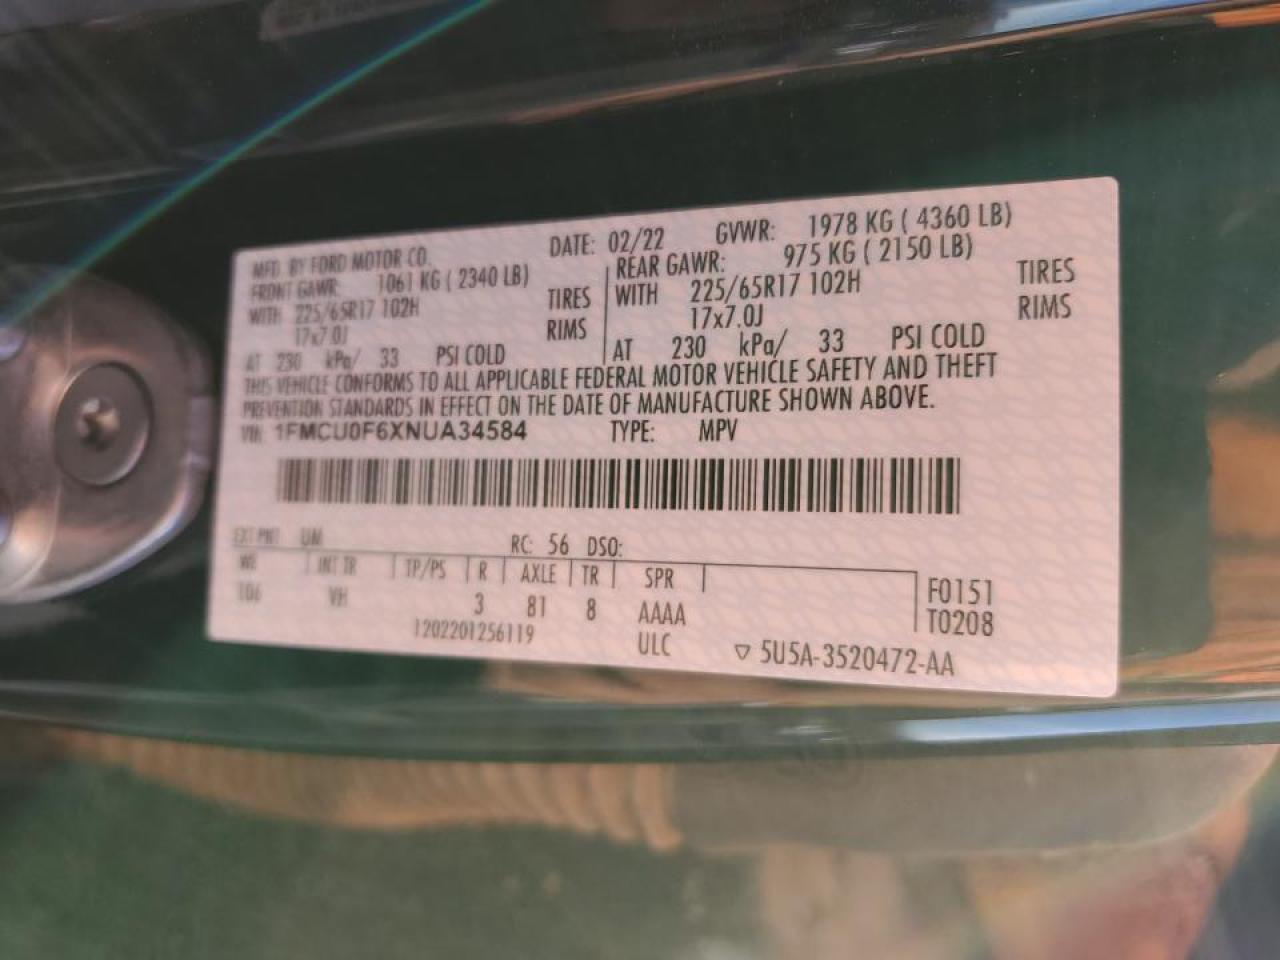 MFD. BY FORD MOTOR CO. DATE: 02/22 GVWR: 1978 KG ( 4360 LB)
FRONT GAWR: 1061 KG ( 2340 LB) REAR GAWR: 975 KG ( 2150 LB)
WITH 225/65R17 102H TIRES WITH 225/65R17 102H TIRES
17x7.0J RIMS 17x7.0J RIMS
AT 230 kPa/ 33 PSI COLD AT 230 kPa/ 33 PSI COLD
THIS VEHICLE CONFORMS TO ALL APPLICABLE FEDERAL MOTOR VEHICLE SAFETY AND THEFT
PREVENTION STANDARDS IN EFFECT ON THE DATE OF MANUFACTURE SHOWN ABOVE.
VIN: 1FMCU0F6XNUA34584 TYPE: MPV
EXT PNT UM RC: 56 DSO:
WB INT TR TP/PS R AXLE TR SPR F0151
106 VH 3 81 8 AAAA T0208
1202201256119 ULC ▽ 5U5A-3520472-AA